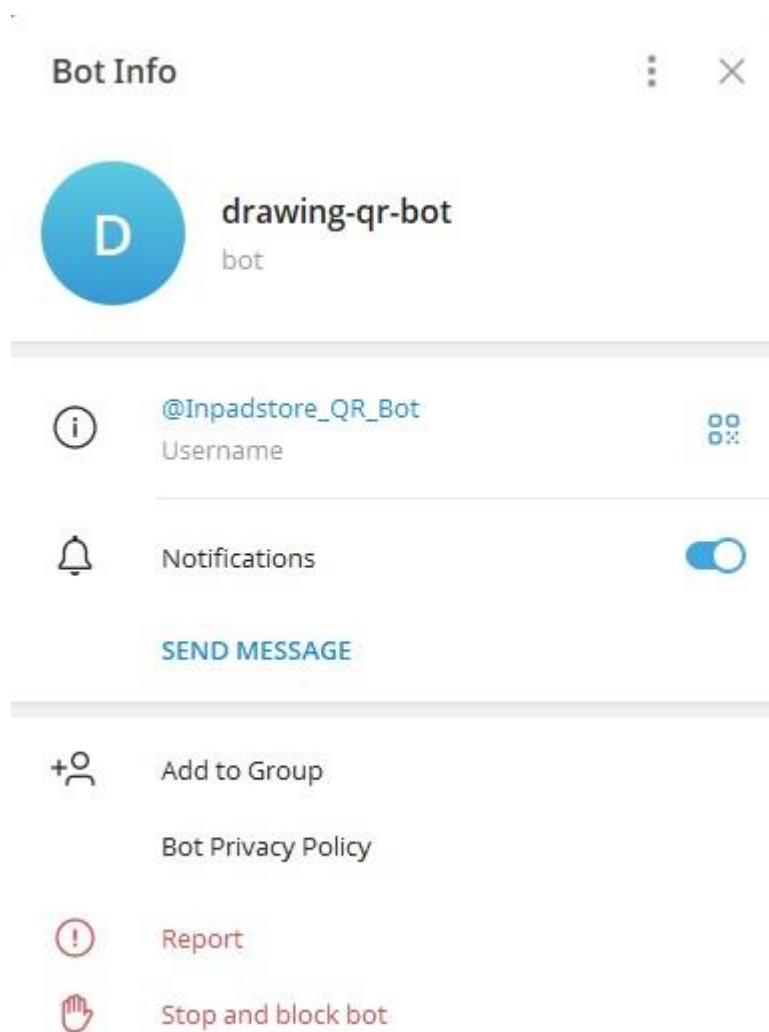 Bot Info
D
drawing-qr-bot
bot
@Inpadstore_QR_Bot
Username
Notifications
SEND MESSAGE
Add to Group
Bot Privacy Policy
Report
Stop and block bot